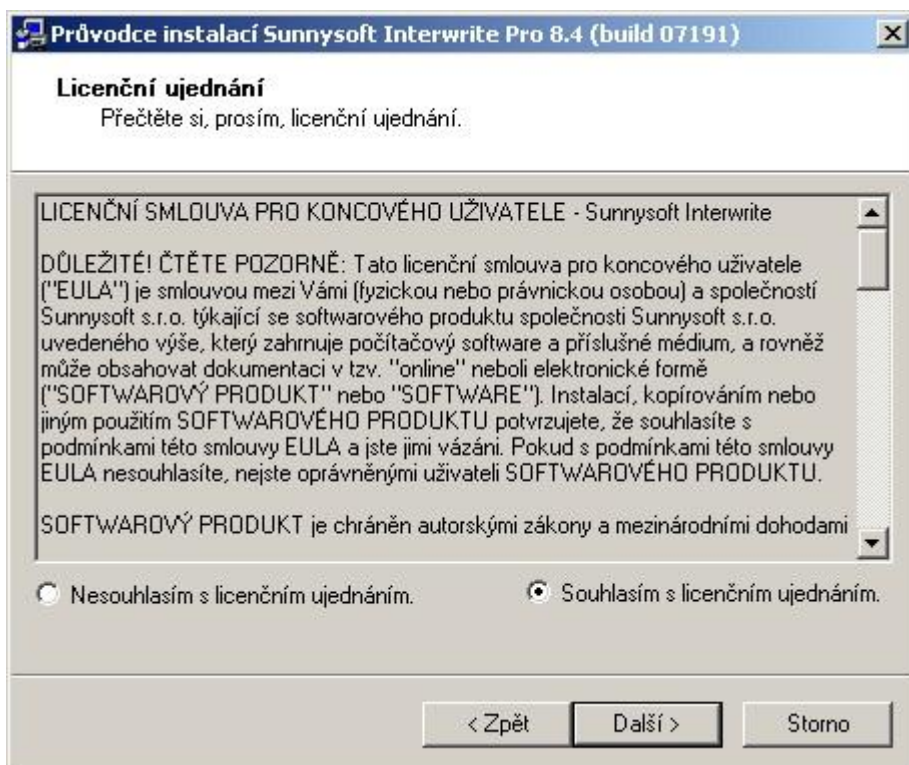 Průvodce instalací Sunnysoft Interwrite Pro 8.4 (build 07191)
Licenční ujednání
Přečtěte si, prosím, licenční ujednání.
LICENČNÍ SMLOUVA PRO KONCOVÉHO UŽIVATELE - Sunnysoft Interwrite
DŮLEŽITÉ! ČTĚTE POZORNĚ: Tato licenční smlouva pro koncového uživatele
("EULA") je smlouvou mezi Vámi (fyzickou nebo právnickou osobou) a společností
Sunnysoft s.r.o. týkající se softwarového produktu společnosti Sunnysoft s.r.o.
uvedeného výše, který zahrnuje počítačový software a příslušné médium, a rovněž
může obsahovat dokumentaci v tzv. "online" neboli elektronické formě
("SOFTWAROVÝ PRODUKT" nebo "SOFTWARE"). Instalací, kopírováním nebo
jiným použitím SOFTWAROVÉHO PRODUKTU potvrzujete, že souhlasíte s
podmínkami této smlouvy EULA a jste jimi vázáni. Pokud s podmínkami této smlouvy
EULA nesouhlasíte, nejste oprávněnými uživateli SOFTWAROVÉHO PRODUKTU.
SOFTWAROVÝ PRODUKT je chráněn autorskými zákony a mezinárodními dohodami
Nesouhlasím s licenčním ujednáním.
Souhlasím s licenčním ujednáním.
< Zpět
Další >
Storno